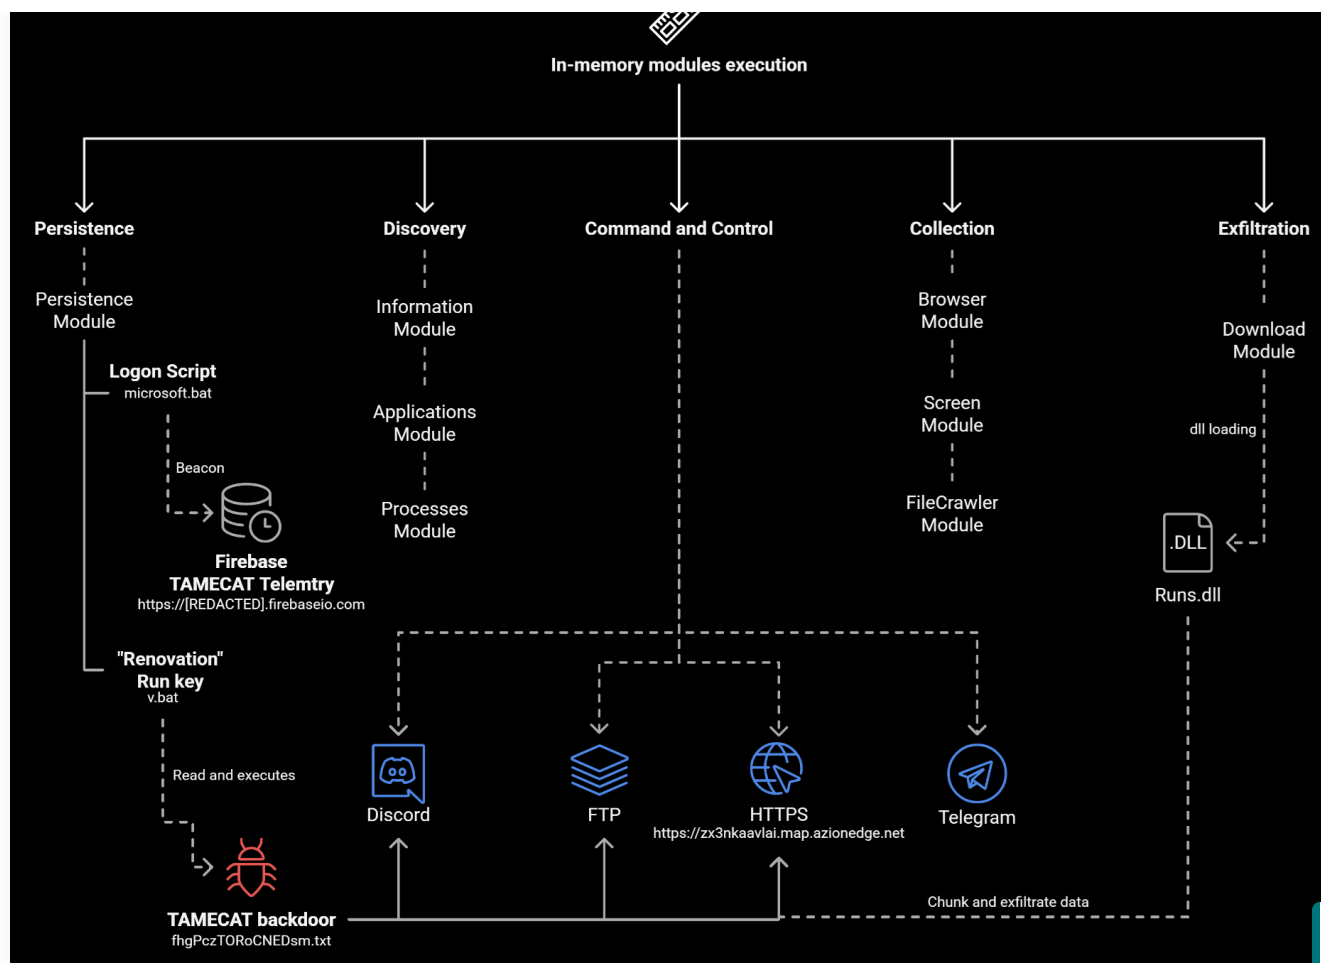 In-memory modules execution
Persistence
Discovery
Command and Control
Collection
Exfiltration
Persistence
Module
Information
Module
Browser
Module
Download
Module
Logon Script
microsoft.bat
Applications
Module
Screen
Module
dll loading
Beacon
Processes
Module
FileCrawler
Module
.DLL
Runs.dll
Firebase
TAMECAT Telemtry
https://[REDACTED].firebaseio.com
"Renovation"
Run key
v.bat
Read and executes
Discord
FTP
HTTPS
https://zx3nkaavlai.map.azionedge.net
Telegram
Chunk and exfiltrate data
TAMECAT backdoor
fhgPczTORoCNEDsm.txt